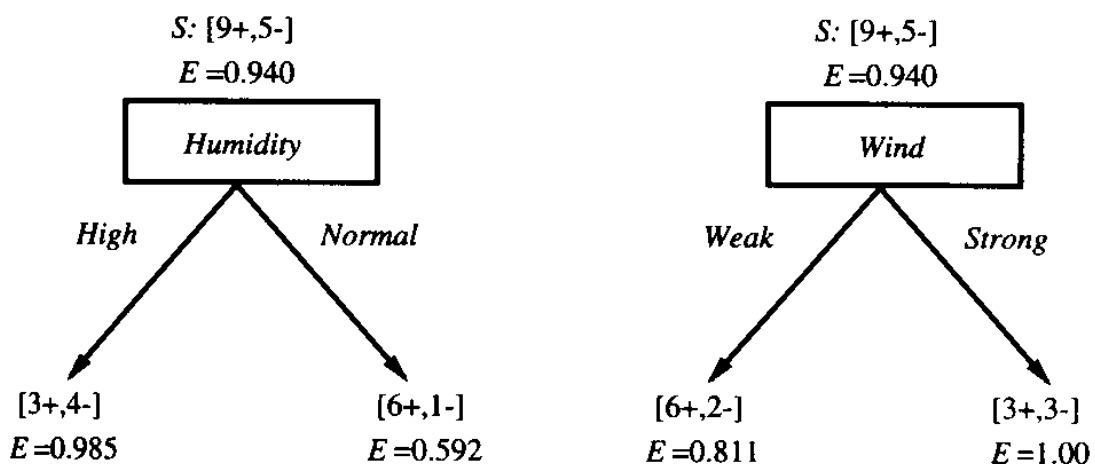 S: [9+,5-]
E =0.940
Humidity
High
Normal
[3+,4-]
E =0.985
[6+,1-]
E =0.592
S: [9+,5-]
E =0.940
Wind
Weak
Strong
[6+,2-]
E =0.811
[3+,3-]
E =1.00